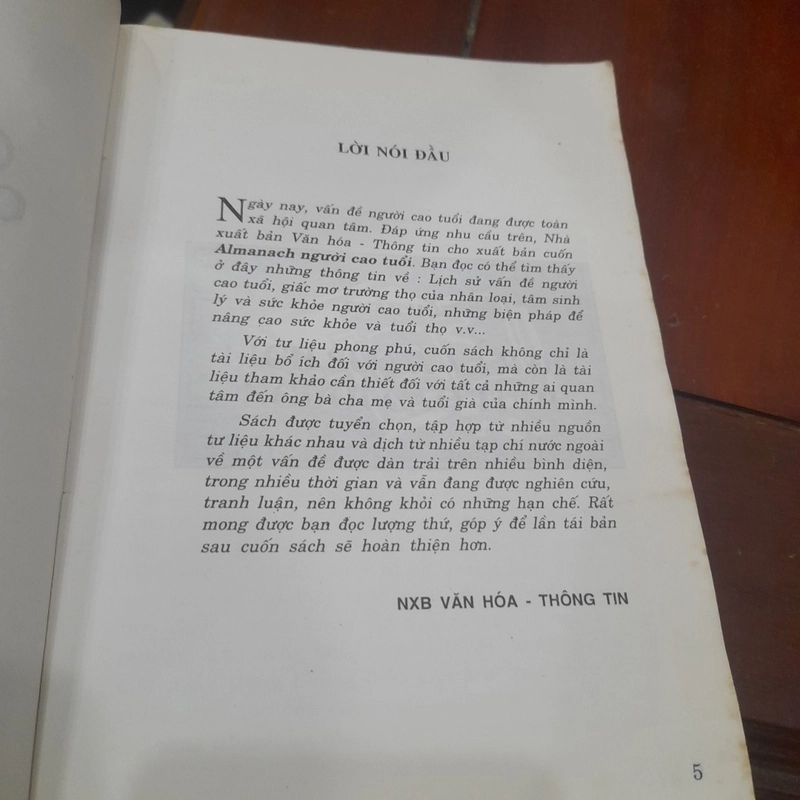 LỜI NÓI ĐẦU
Ngày nay, vấn đề người cao tuổi đang được toàn
xã hội quan tâm. Đáp ứng nhu cầu trên, Nhà
xuất bản Văn hóa - Thông tin cho xuất bản cuốn
Almanach người cao tuổi. Bạn đọc có thể tìm thấy
ở đây những thông tin về : Lịch sử vấn đề người
cao tuổi, giấc mơ trường thọ của nhân loại, tâm sinh
lý và sức khỏe người cao tuổi, những biện pháp để
nâng cao sức khỏe và tuổi thọ v.v...
Với tư liệu phong phú, cuốn sách không chỉ là
tài liệu bổ ích đối với người cao tuổi, mà còn là tài
liệu tham khảo cần thiết đối với tất cả những ai quan
tâm đến ông bà cha mẹ và tuổi già của chính mình.
Sách được tuyển chọn, tập hợp từ nhiều nguồn
tư liệu khác nhau và dịch từ nhiều tạp chí nước ngoài
về một vấn đề được dàn trải trên nhiều bình diện,
trong nhiều thời gian và vẫn đang được nghiên cứu,
tranh luận, nên không khỏi có những hạn chế. Rất
mong được bạn đọc lượng thứ, góp ý để lần tái bản
sau cuốn sách sẽ hoàn thiện hơn.
NXB VĂN HÓA - THÔNG TIN
5